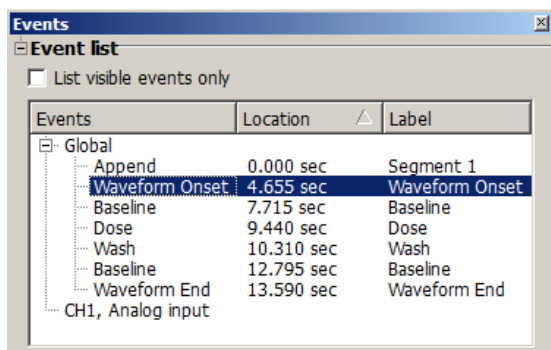 Events
Event list
List visible events only
Events Location Label
Global
Append 0.000 sec Segment 1
Waveform Onset 4.655 sec Waveform Onset
Baseline 7.715 sec Baseline
Dose 9.440 sec Dose
Wash 10.310 sec Wash
Baseline 12.795 sec Baseline
Waveform End 13.590 sec Waveform End
CH1, Analog input